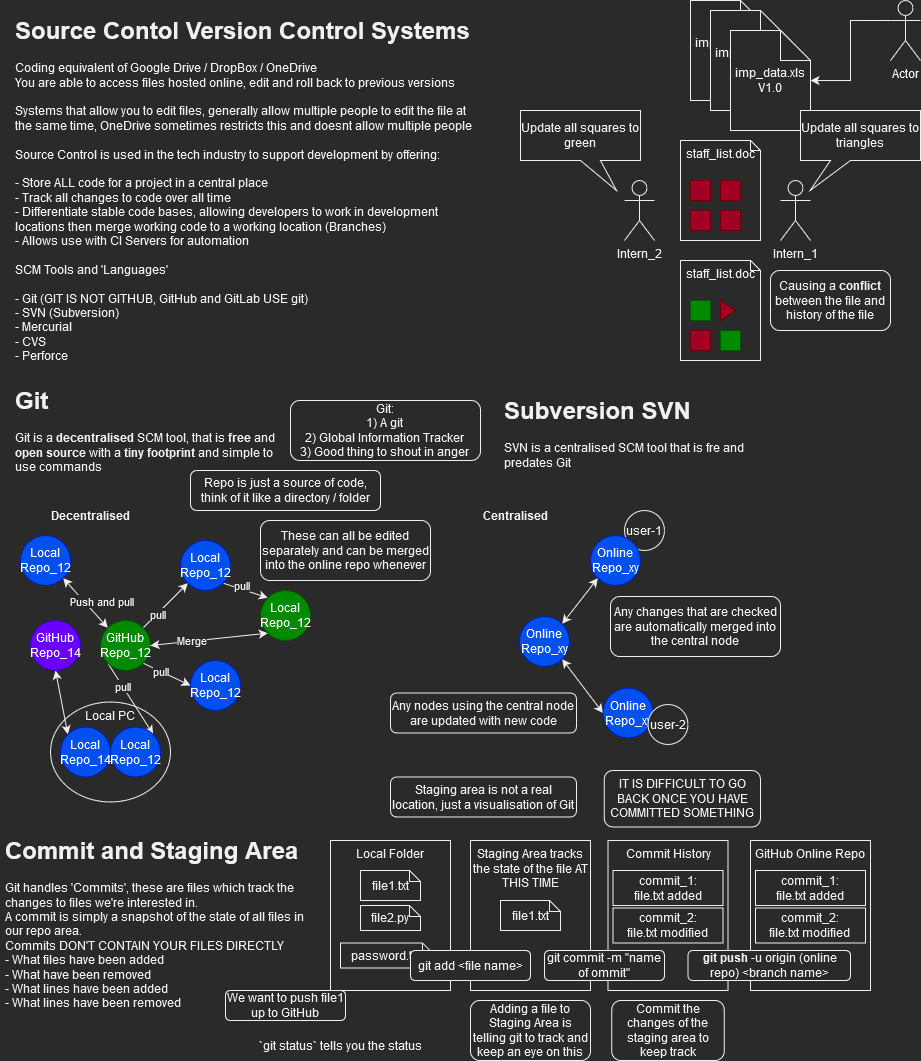 Source Contol Version Control Systems
Coding equivalent of Google Drive / DropBox / OneDrive
You are able to access files hosted online, edit and roll back to previous versions
Systems that allow you to edit files, generally allow multiple people to edit the file at
the same time, OneDrive sometimes restricts this and doesnt allow multiple people
Source Control is used in the tech industry to support development by offering:
- Store ALL code for a project in a central place
- Track all changes to code over all time
- Differentiate stable code bases, allowing developers to work in development
locations then merge working code to a working location (Branches)
- Allows use with CI Servers for automation
SCM Tools and 'Languages'
- Git (GIT IS NOT GITHUB, GitHub and GitLab USE git)
- SVN (Subversion)
- Mercurial
- CVS
- Perforce
im
im
imp_data.xls
V1.0
Actor
Update all squares to
green
staff_list.doc
Update all squares to
triangles
Intern_2
Intern_1
staff_list.doc
Causing a conflict
between the file and
history of the file
Git
Git is a decentralised SCM tool, that is free and
open source with a tiny footprint and simple to
use commands
Git:
1) A git
2) Global Information Tracker
3) Good thing to shout in anger
Repo is just a source of code,
think of it like a directory / folder
Decentralised
These can all be edited
separately and can be merged
into the online repo whenever
Local
Repo_12
Local
Repo_12
Push and pull
pull
pull
Local
Repo_12
GitHub
Repo_14
GitHub
Repo_12
Merge
pull
Local
Repo_12
pull
Local PC
Local
Repo_14
Local
Repo_12
Subversion SVN
SVN is a centralised SCM tool that is fre and
predates Git
Centralised
user-1
Online
Repo_xy
Any changes that are checked
are automatically merged into
the central node
Online
Repo_xy
Any nodes using the central node
are updated with new code
Online
Repo_x
user-2
Staging area is not a real
location, just a visualisation of Git
IT IS DIFFICULT TO GO
BACK ONCE YOU HAVE
COMMITTED SOMETHING
Commit and Staging Area
Git handles 'Commits', these are files which track the
changes to files we're interested in.
A commit is simply a snapshot of the state of all files in
our repo area.
Commits DON'T CONTAIN YOUR FILES DIRECTLY
- What files have been added
- What have been removed
- What lines have been added
- What lines have been removed
Local Folder
file1.txt
file2.py
password.
We want to push file1
up to GitHub
git add <file name>
Staging Area tracks
the state of the file AT
THIS TIME
file1.txt
git commit -m "name
of ommit"
Commit History
commit_1:
file.txt added
commit_2:
file.txt modified
GitHub Online Repo
commit_1:
file.txt added
commit_2:
file.txt modified
git push -u origin (online
repo) <branch name>
`git status` tells you the status
Adding a file to
Staging Area is
telling git to track and
keep an eye on this
Commit the
changes of the
staging area to
keep track